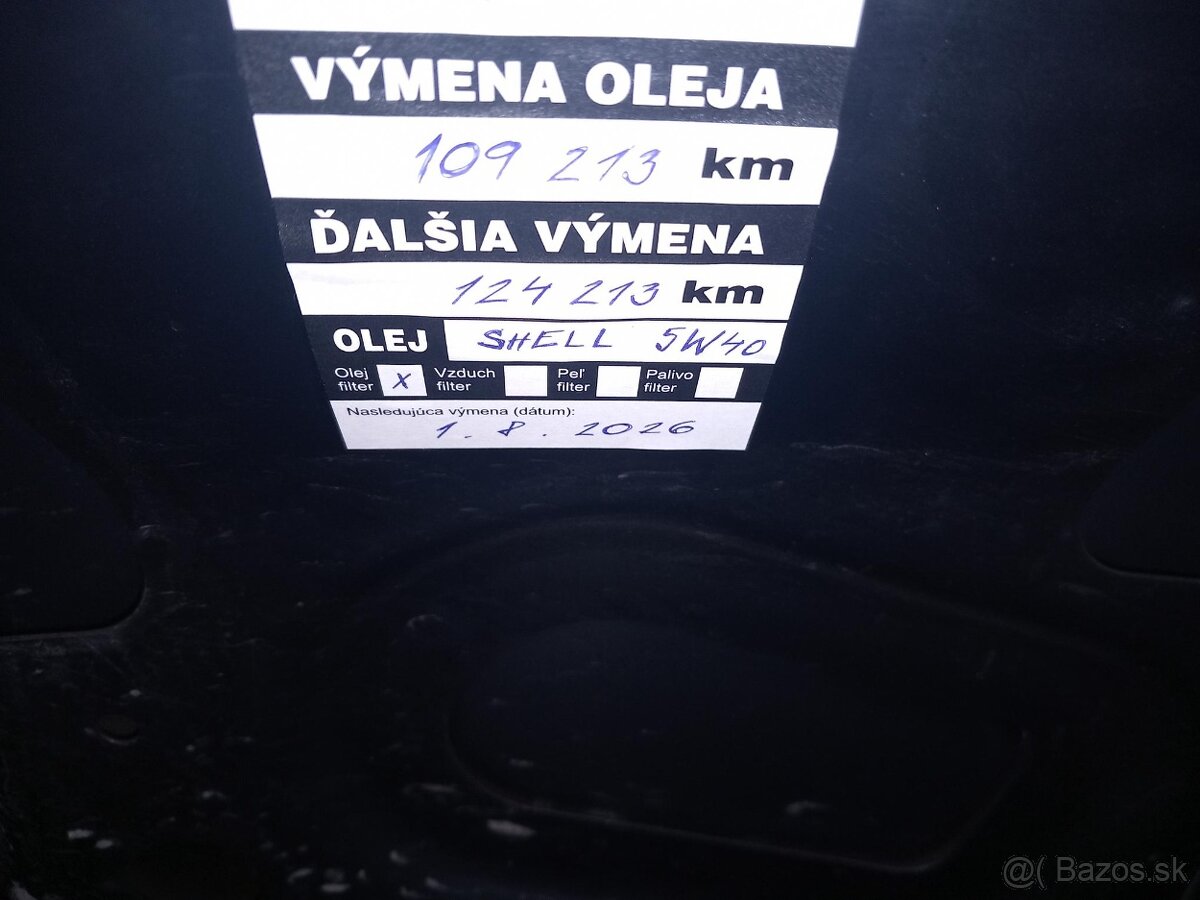 VÝMENA OLEJA
109 213 km
ĎALŠIA VÝMENA
124 213 km
OLEJ SHELL 5W40
Olej filter X Vzduch filter Peľ filter Palivo filter
Nasledujúca výmena (dátum):
1. 8. 2026
@( Bazos.sk